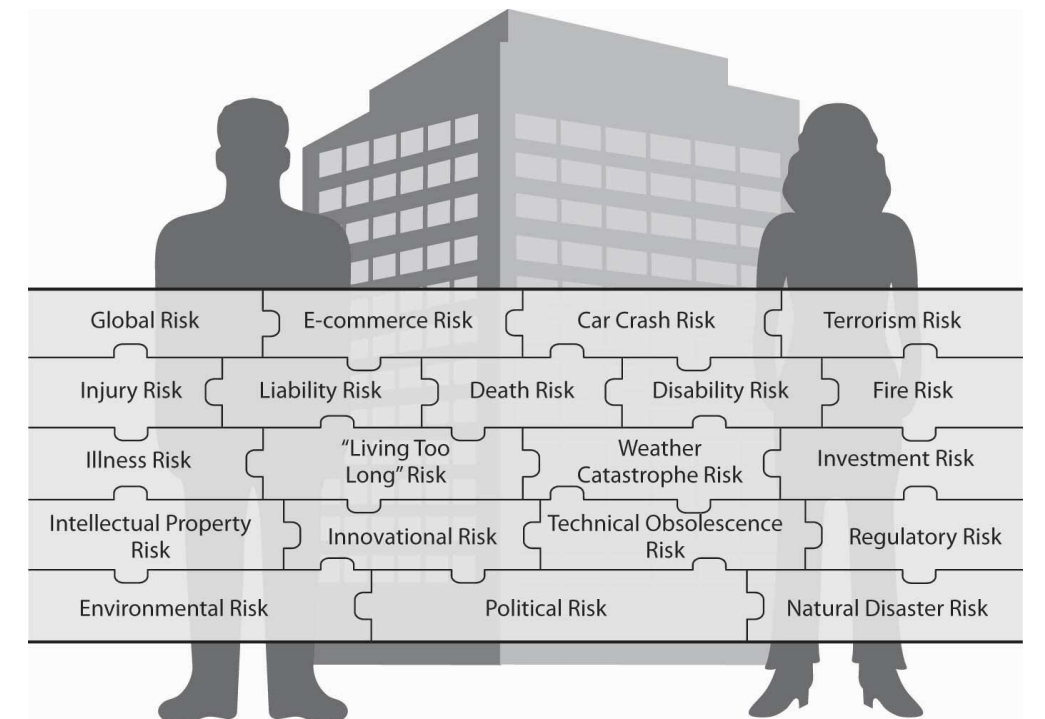 Global Risk
E-commerce Risk
Car Crash Risk
Terrorism Risk
Injury Risk
Liability Risk
Death Risk
Disability Risk
Fire Risk
Illness Risk
“Living Too
Long” Risk
Weather
Catastrophe Risk
Investment Risk
Intellectual Property
Risk
Innovational Risk
Technical Obsolescence
Risk
Regulatory Risk
Environmental Risk
Political Risk
Natural Disaster Risk